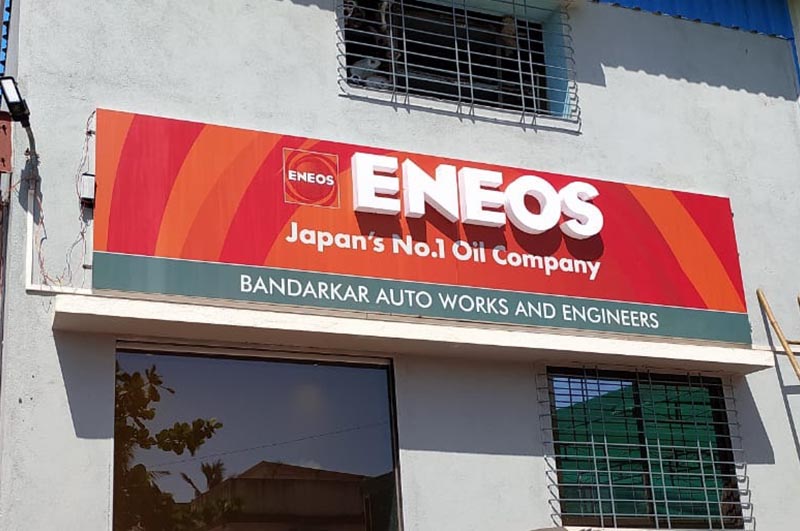 ENEOS
ENEOS
Japan's No.1 Oil Company
BANDARKAR AUTO WORKS AND ENGINEERS